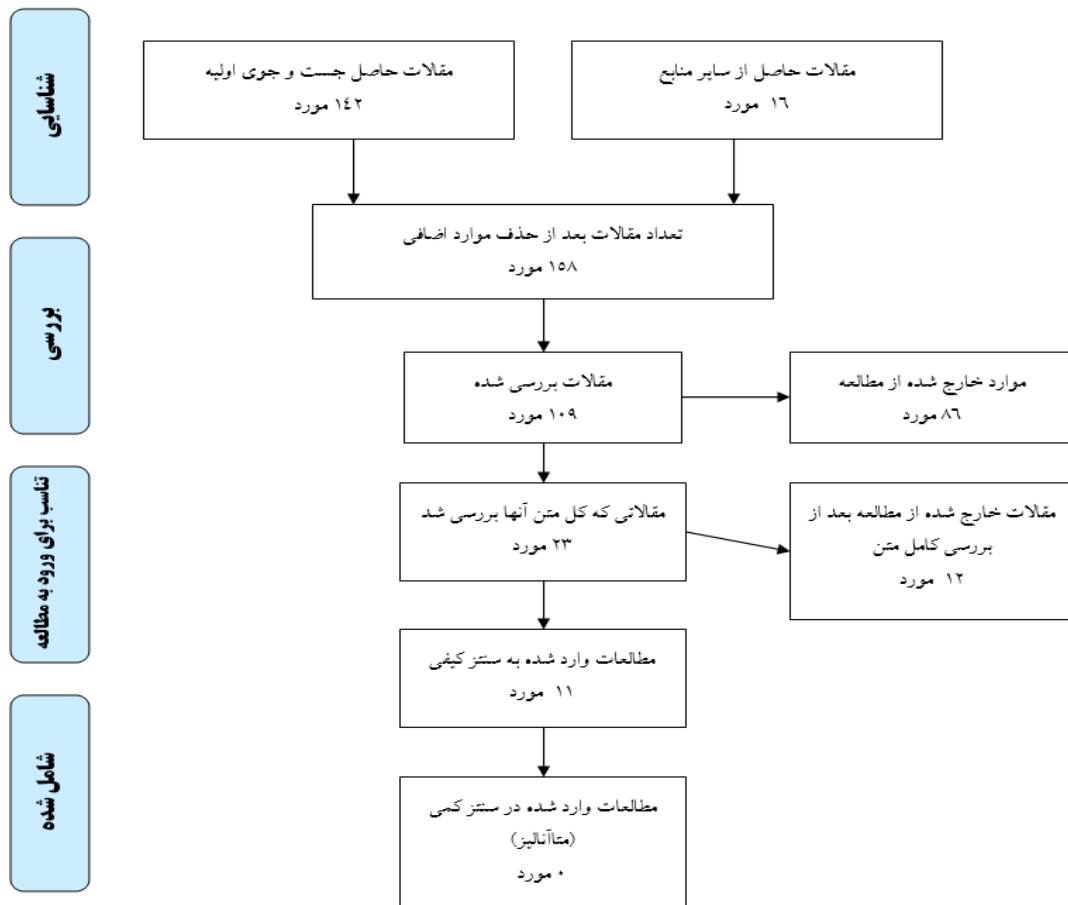 شناسایی
مقالات حاصل از سایر منابع
۱۶ مورد
مقالات حاصل جست و جوی اولیه
۱٤۲ مورد
تعداد مقالات بعد از حذف موارد اضافی
۱٥۸ مورد
بررسی
مقالات بررسی شده
۱۰۹ مورد
موارد خارج شده از مطالعه
۸٦ مورد
تناسب برای ورود به مطالعه
مقالاتی که کل متن آنها بررسی شد
۲۳ مورد
مقالات خارج شده از مطالعه بعد از
بررسی کامل متن
۱۲ مورد
مطالعات وارد شده به سنتز کیفی
۱۱ مورد
شامل شده
مطالعات وارد شده در سنتز کمی
(متاآنالیز)
۰ مورد